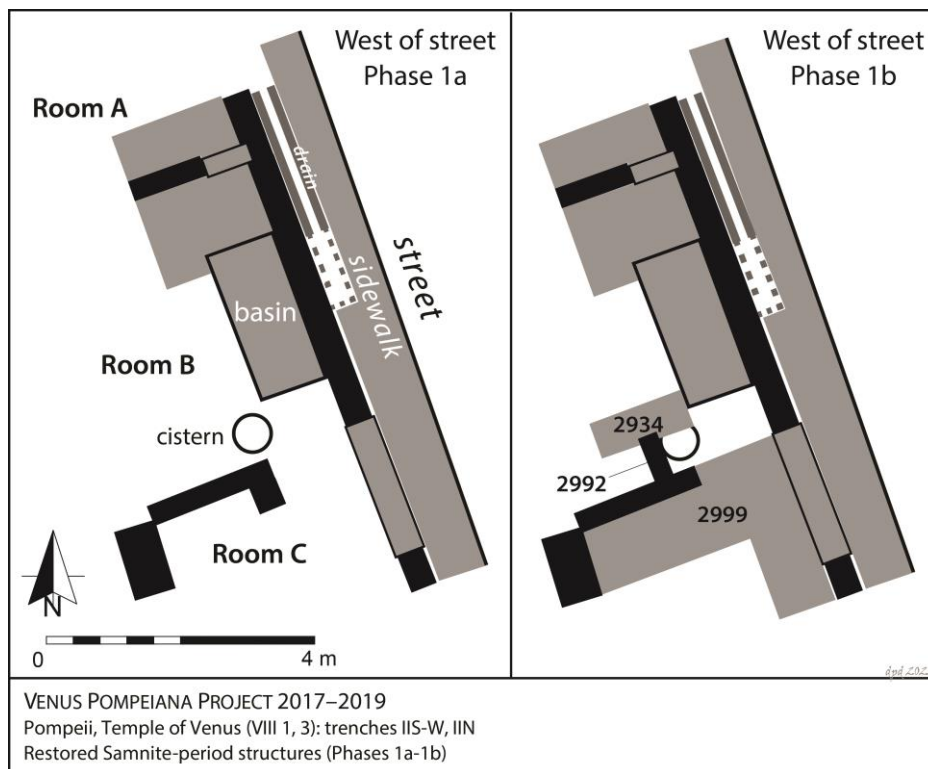 West of street
Phase 1a
Room A
drain
street
sidewalk
basin
Room B
cistern
Room C
N
0 4 m
West of street
Phase 1b
2934
2992
2999
VENUS POMPEIANA PROJECT 2017–2019
Pompeii, Temple of Venus (VIII 1, 3): trenches IIS-W, IIN
Restored Samnite-period structures (Phases 1a-1b)